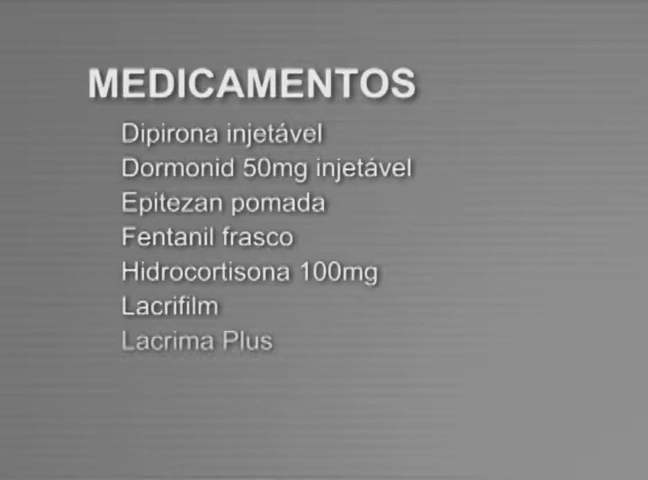 MEDICAMENTOS
Dipirona injetável
Dormonid 50mg injetável
Epitezan pomada
Fentanil frasco
Hidrocortisona 100mg
Lacrifilm
Lacrima Plus